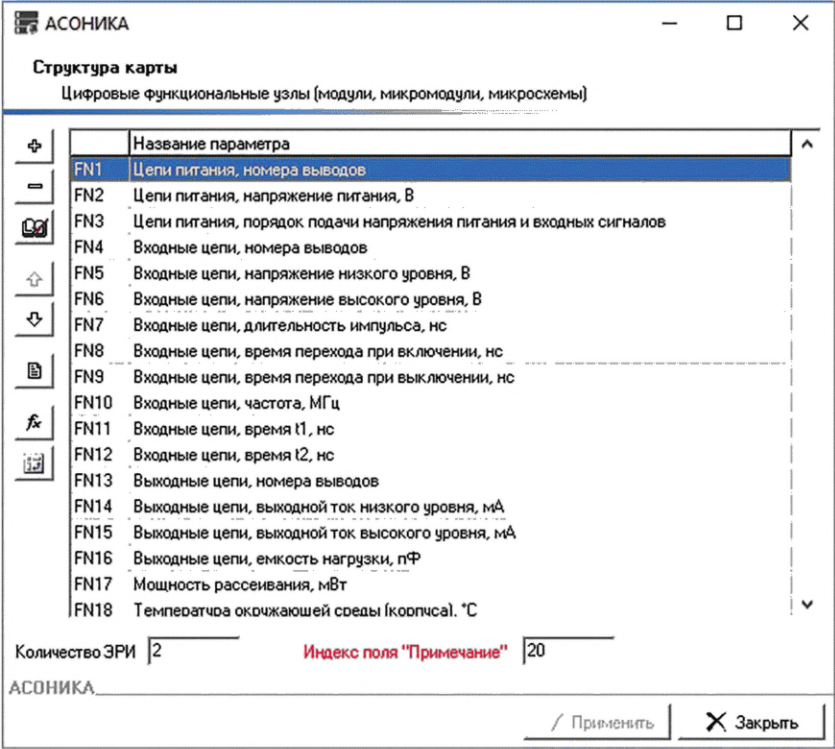 АСОНИКА
Структура карты
Цифровые функциональные узлы (модули, микромодули, микросхемы)
Название параметра
FN1 Цепи питания, номера выводов
FN2 Цепи питания, напряжение питания, В
FN3 Цепи питания, порядок подачи напряжения питания и входных сигналов
FN4 Входные цепи, номера выводов
FN5 Входные цепи, напряжение низкого уровня, В
FN6 Входные цепи, напряжение высокого уровня, В
FN7 Входные цепи, длительность импульса, нс
FN8 Входные цепи, время перехода при включении, нс
FN9 Входные цепи, время перехода при выключении, нс
FN10 Входные цепи, частота, МГц
FN11 Входные цепи, время t1, нс
FN12 Входные цепи, время t2, нс
FN13 Выходные цепи, номера выводов
FN14 Выходные цепи, выходной ток низкого уровня, мА
FN15 Выходные цепи, выходной ток высокого уровня, мА
FN16 Выходные цепи, емкость нагрузки, пФ
FN17 Мощность рассеивания, мВт
FN18 Температура окружающей среды (корпуса), °C
Количество ЭРИ 2 Индекс поля "Примечание" 20
АСОНИКА
Применить Закрыть